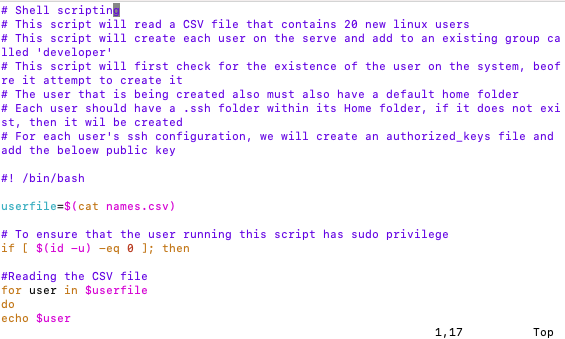 # Shell scripting
# This script will read a CSV file that contains 20 new linux users
# This script will create each user on the serve and add to an existing group ca
lled 'developer'
# This script will first check for the existence of the user on the system, beof
re it attempt to create it
# The user that is being created also must also have a default home folder
# Each user should have a .ssh folder within its Home folder, if it does not exi
st, then it wil be created
# For each user's ssh configuration, we will create an authorized_keys file and
add the beloew public key
#! /bin/bash
userfile=$(cat names.csv)
# To ensure that the user running this script has sudo privilege
if [ $(id -u) -eq 0 ]; then
#Reading the CSV file
for user in $userfile
do
echo $user
1,17 Top